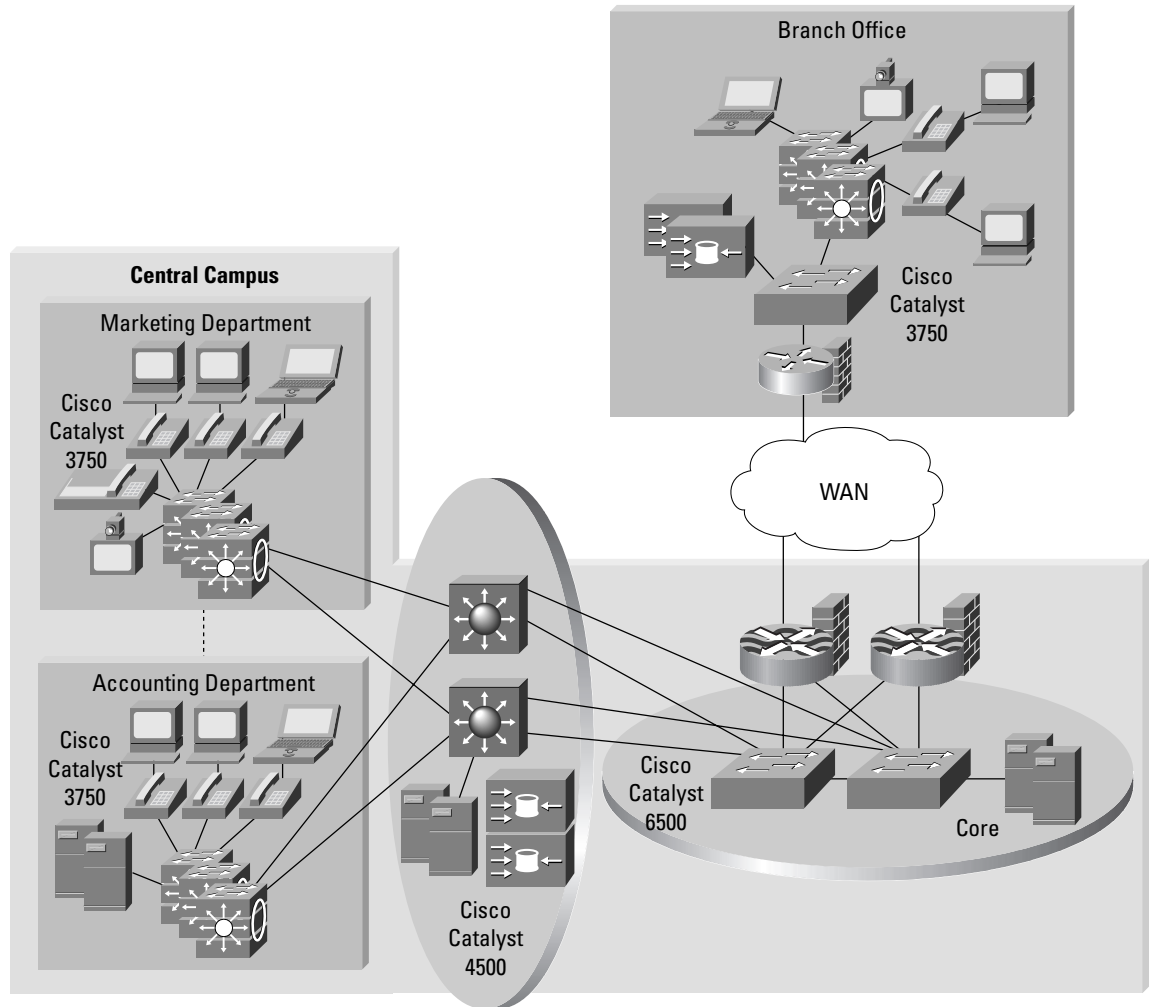 Branch Office
Cisco
Catalyst
3750
Central Campus
Marketing Department
Cisco
Catalyst
3750
WAN
Accounting Department
Cisco
Catalyst
3750
Cisco
Catalyst
4500
Cisco
Catalyst
6500
Core